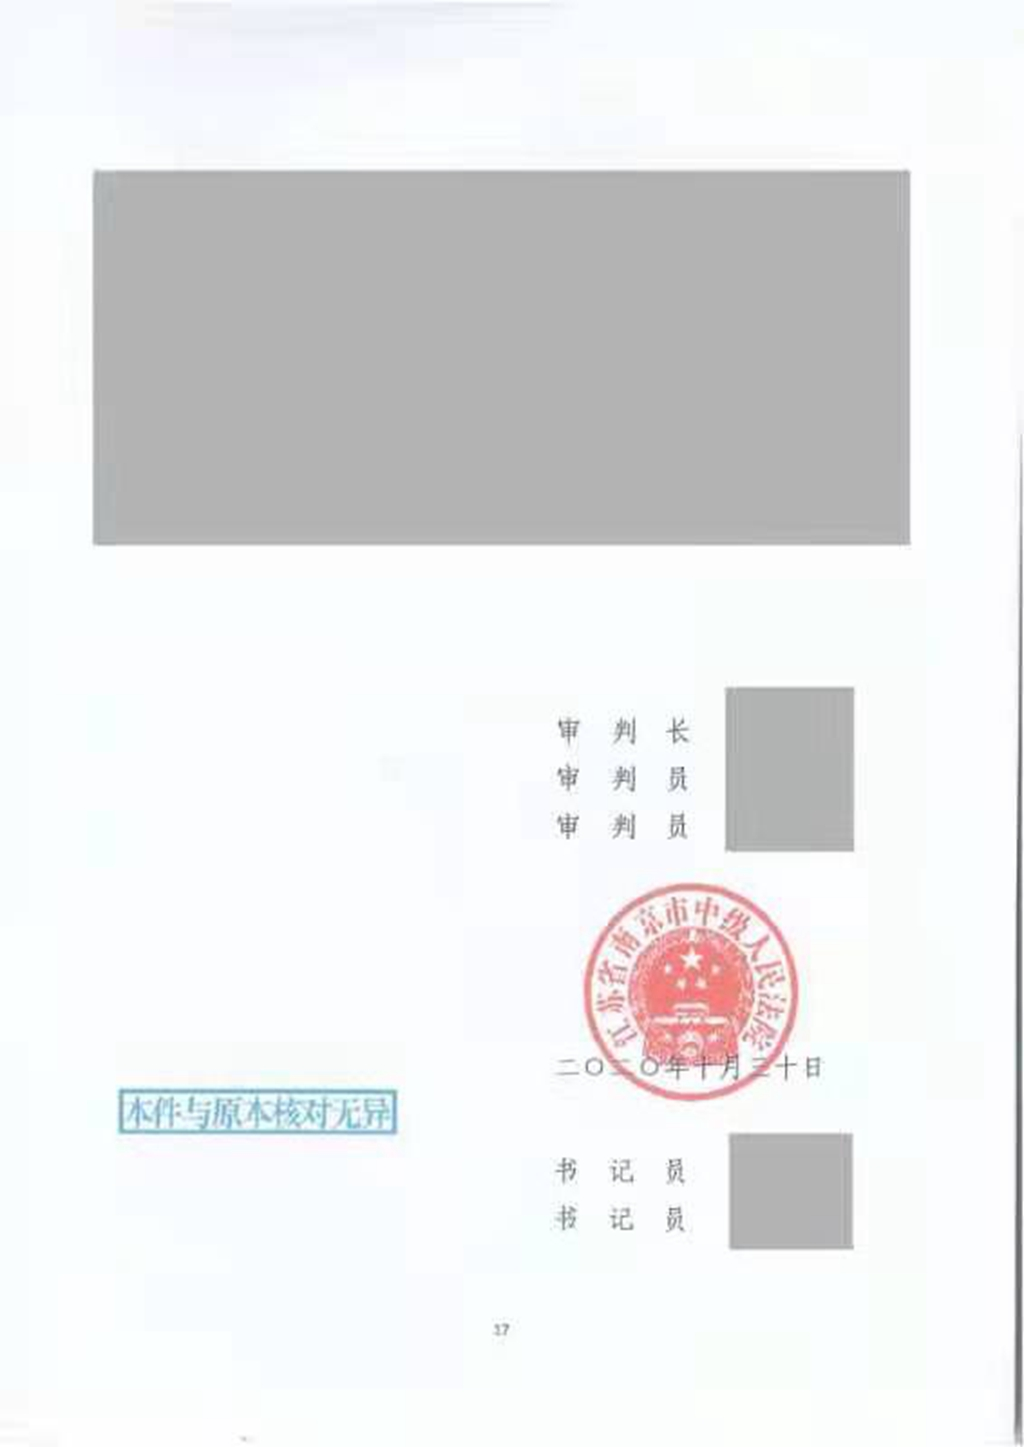 审判长
审判员
审判员
江苏省南京市中级人民法院
二〇二〇年十月三十日
本件与原本核对无异
书记员
书记员
17